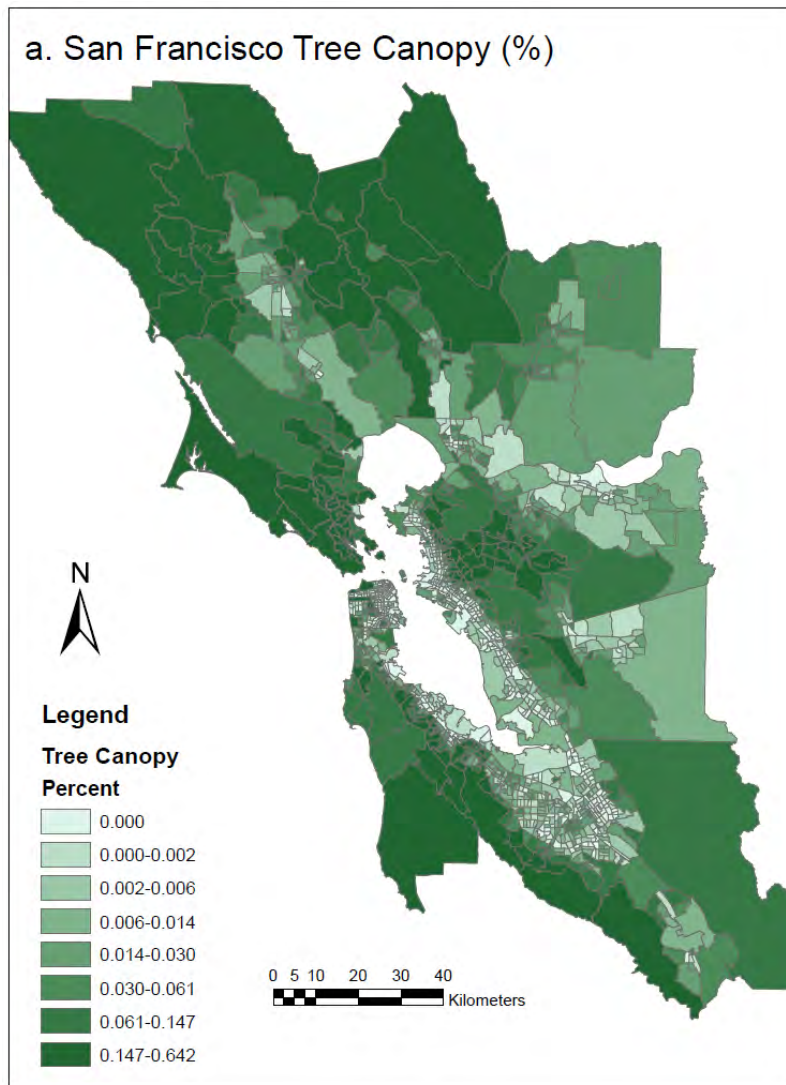 a. San Francisco Tree Canopy (%)
N
Legend
Tree Canopy
Percent
0.000
0.000-0.002
0.002-0.006
0.006-0.014
0.014-0.030
0.030-0.061
0.061-0.147
0.147-0.642
0 5 10 20 30 40
Kilometers